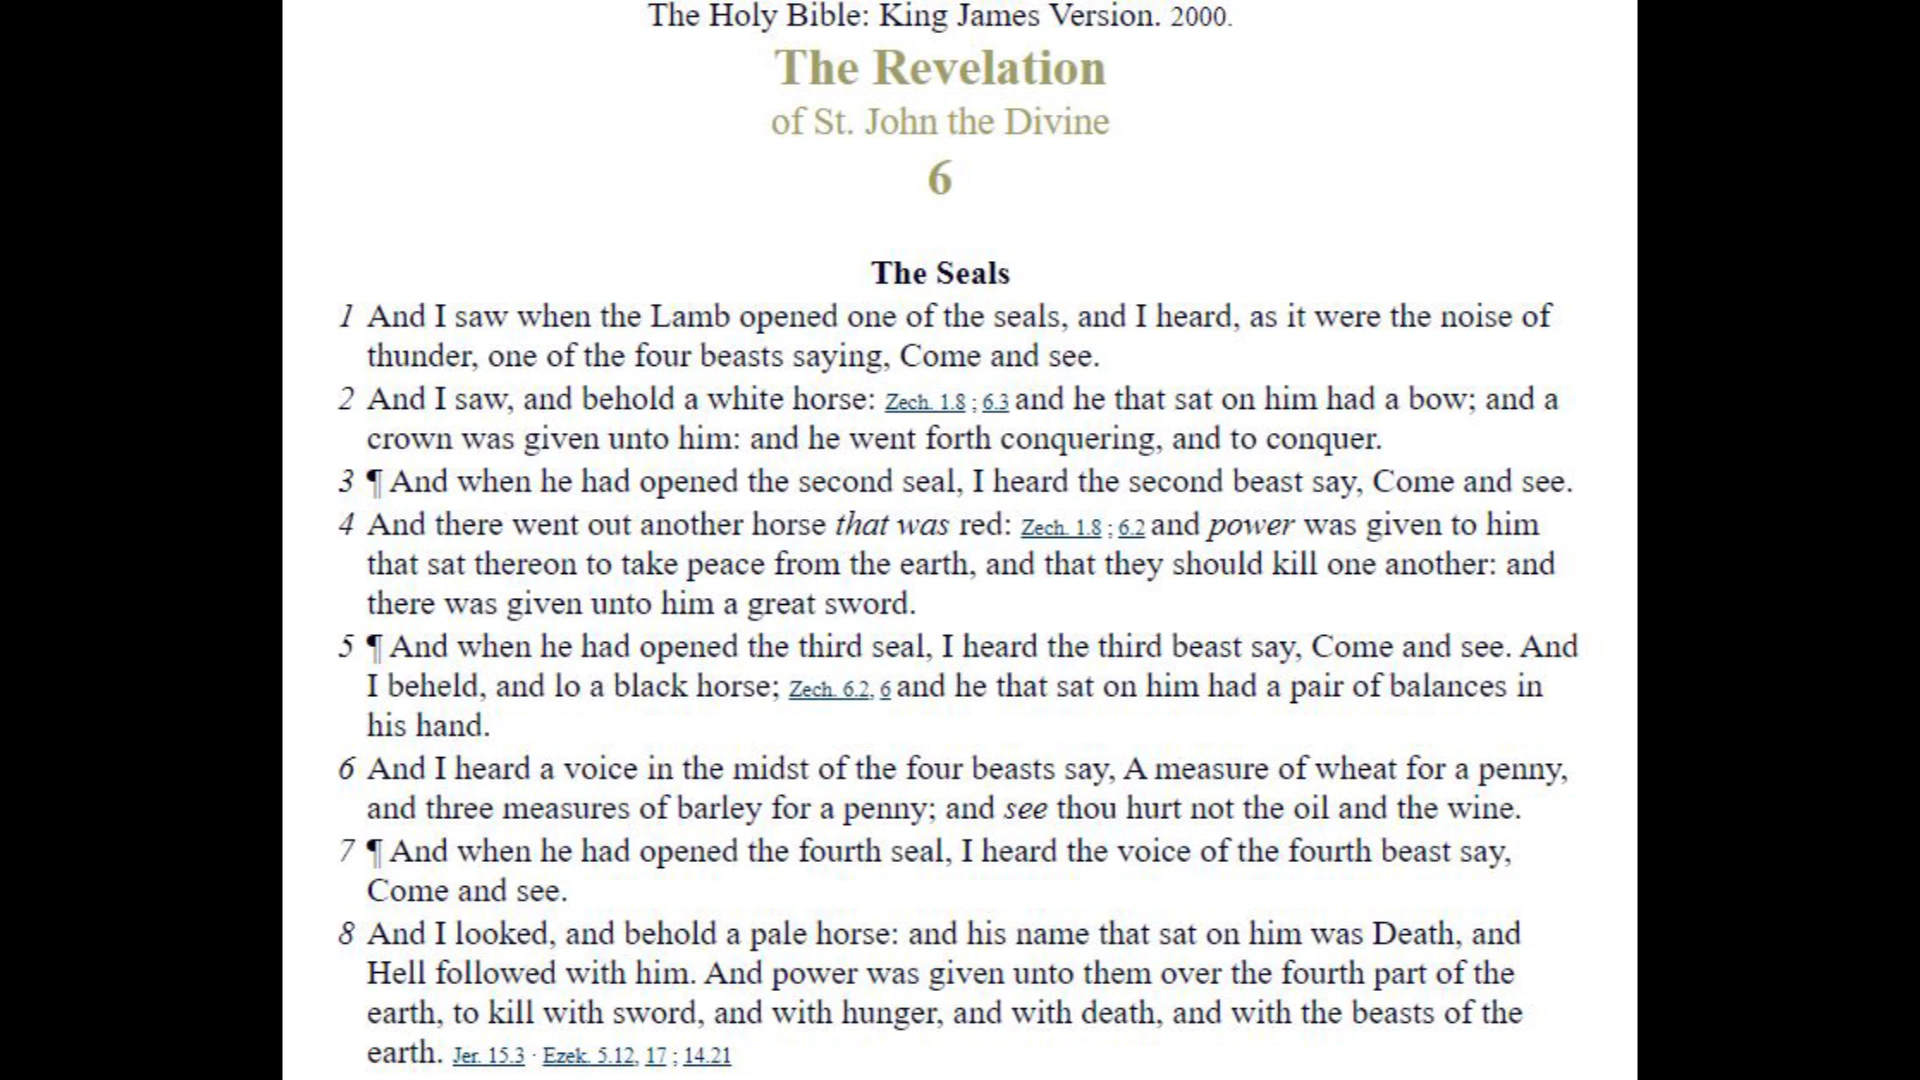 The Holy Bible: King James Version. 2000.
The Revelation
of St. John the Divine
6
The Seals
1 And I saw when the Lamb opened one of the seals, and I heard, as it were the noise of
thunder, one of the four beasts saying, Come and see.
2 And I saw, and behold a white horse: Zech. 1.8 ; 6.3 and he that sat on him had a bow; and a
crown was given unto him: and he went forth conquering, and to conquer.
3 ¶ And when he had opened the second seal, I heard the second beast say, Come and see.
4 And there went out another horse that was red: Zech. 1.8 ; 6.2 and power was given to him
that sat thereon to take peace from the earth, and that they should kill one another: and
there was given unto him a great sword.
5 ¶ And when he had opened the third seal, I heard the third beast say, Come and see. And
I beheld, and lo a black horse; Zech. 6.2, 6 and he that sat on him had a pair of balances in
his hand.
6 And I heard a voice in the midst of the four beasts say, A measure of wheat for a penny,
and three measures of barley for a penny; and see thou hurt not the oil and the wine.
7 ¶ And when he had opened the fourth seal, I heard the voice of the fourth beast say,
Come and see.
8 And I looked, and behold a pale horse: and his name that sat on him was Death, and
Hell followed with him. And power was given unto them over the fourth part of the
earth, to kill with sword, and with hunger, and with death, and with the beasts of the
earth. Jer. 15.3 · Ezek. 5.12, 17 ; 14.21